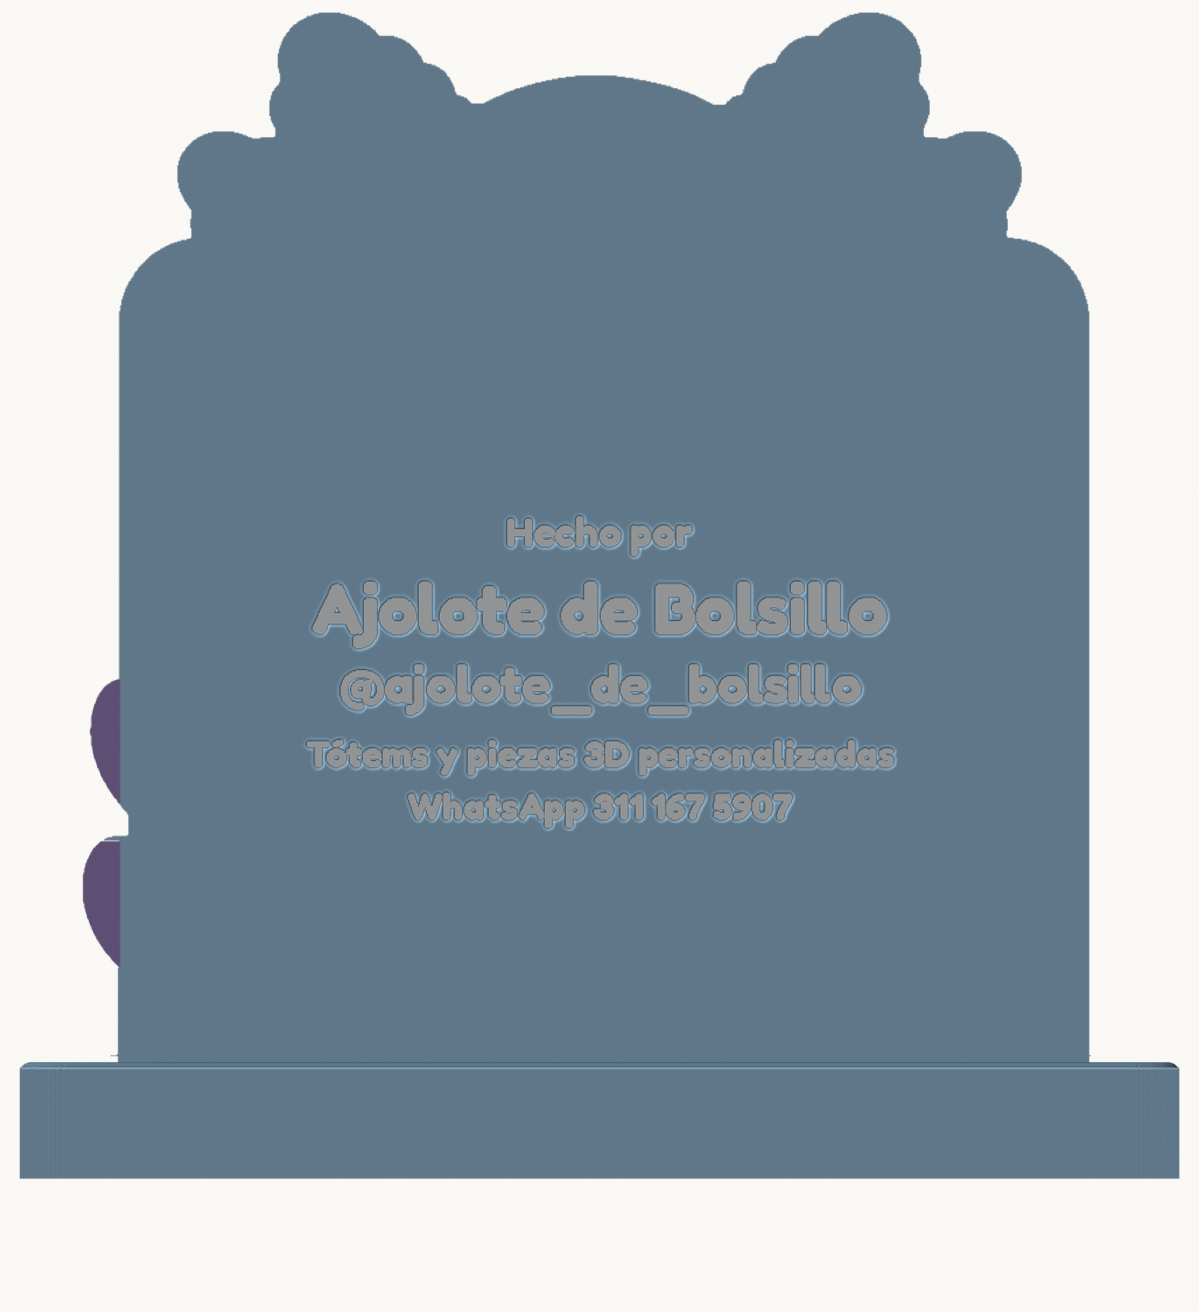 Hecho por
Ajolote de Bolsillo
@ajolote_de_bolsillo
Tótems y piezas 3D personalizadas
WhatsApp 311 167 5907